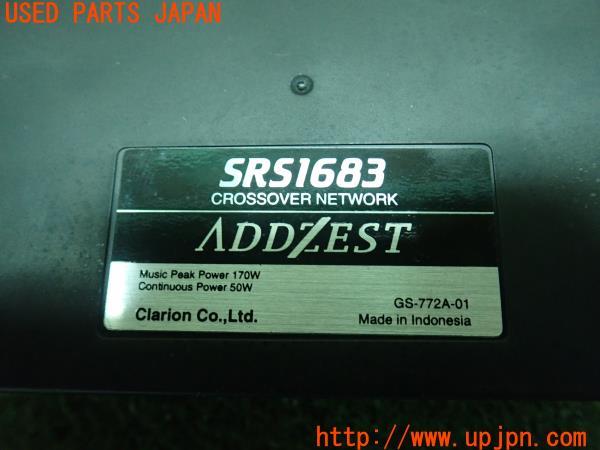 USED PARTS JAPAN
SRS1683
CROSSOVER NETWORK
ADDZEST
Music Peak Power 170W
Continuous Power 50W
GS-772A-01
Clarion Co.,Ltd.
Made in Indonesia
http://www.upjpn.com